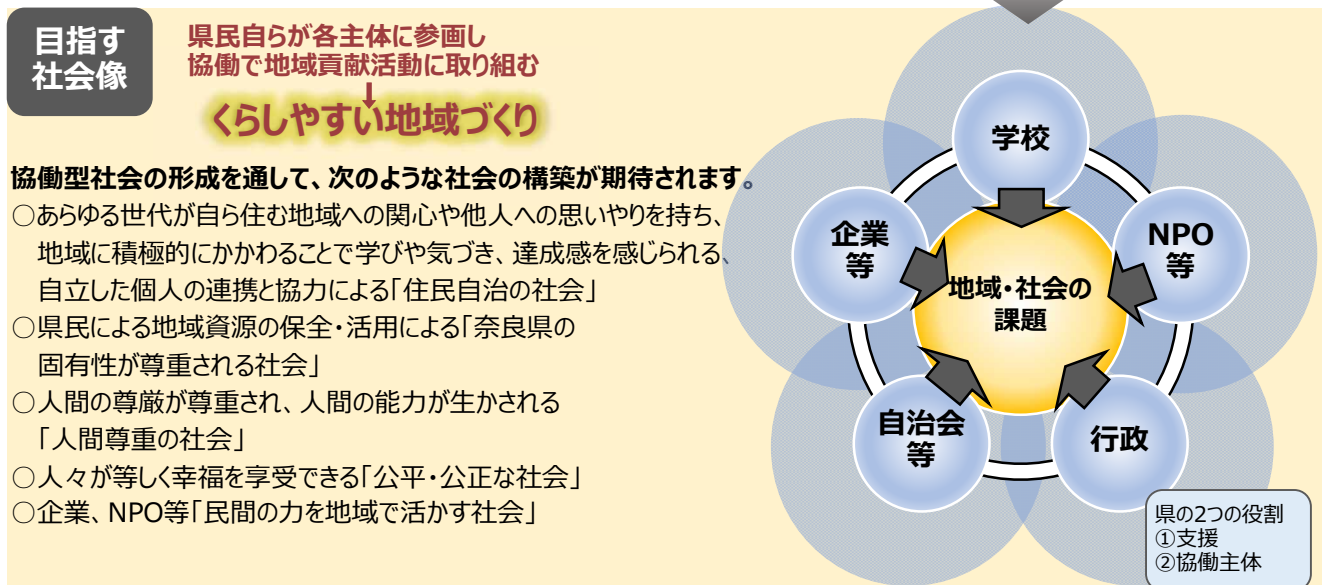 目指す
社会像
県民自らが各主体に参画し
協働で地域貢献活動に取り組む
↓
くらしやすい地域づくり
協働型社会の形成を通して、次のような社会の構築が期待されます。
○あらゆる世代が自ら住む地域への関心や他人への思いやりを持ち、
地域に積極的にかかわることで学びや気づき、達成感を感じられる、
自立した個人の連携と協力による「住民自治の社会」
○県民による地域資源の保全・活用による「奈良県の
固有性が尊重される社会」
○人間の尊厳が尊重され、人間の能力が生かされる
「人間尊重の社会」
○人々が等しく幸福を享受できる「公平・公正な社会」
○企業、NPO等「民間の力を地域で活かす社会」
学校
企業
等
NPO
等
地域・社会の
課題
自治会
等
行政
県の2つの役割
①支援
②協働主体